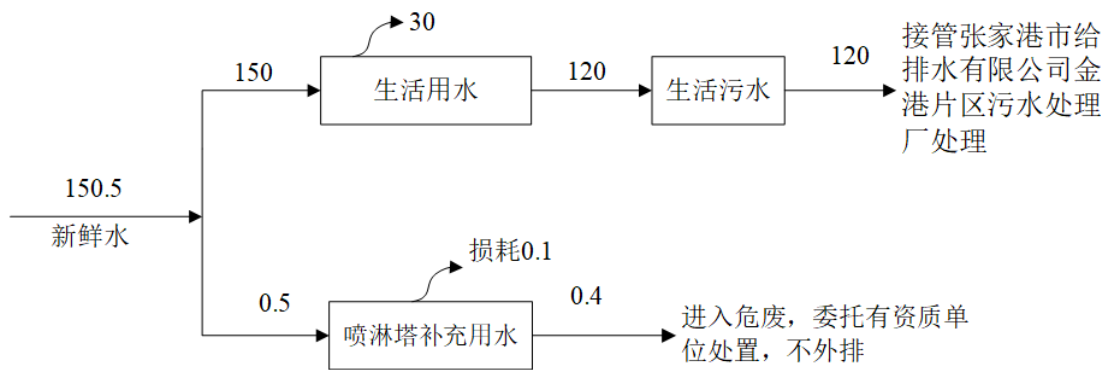 30
150
生活用水
120
生活污水
120
接管张家港市给
排水有限公司金
港片区污水处理
厂处理
150.5
新鲜水
损耗0.1
0.5
喷淋塔补充用水
0.4
进入危废，委托有资质单
位处置，不外排